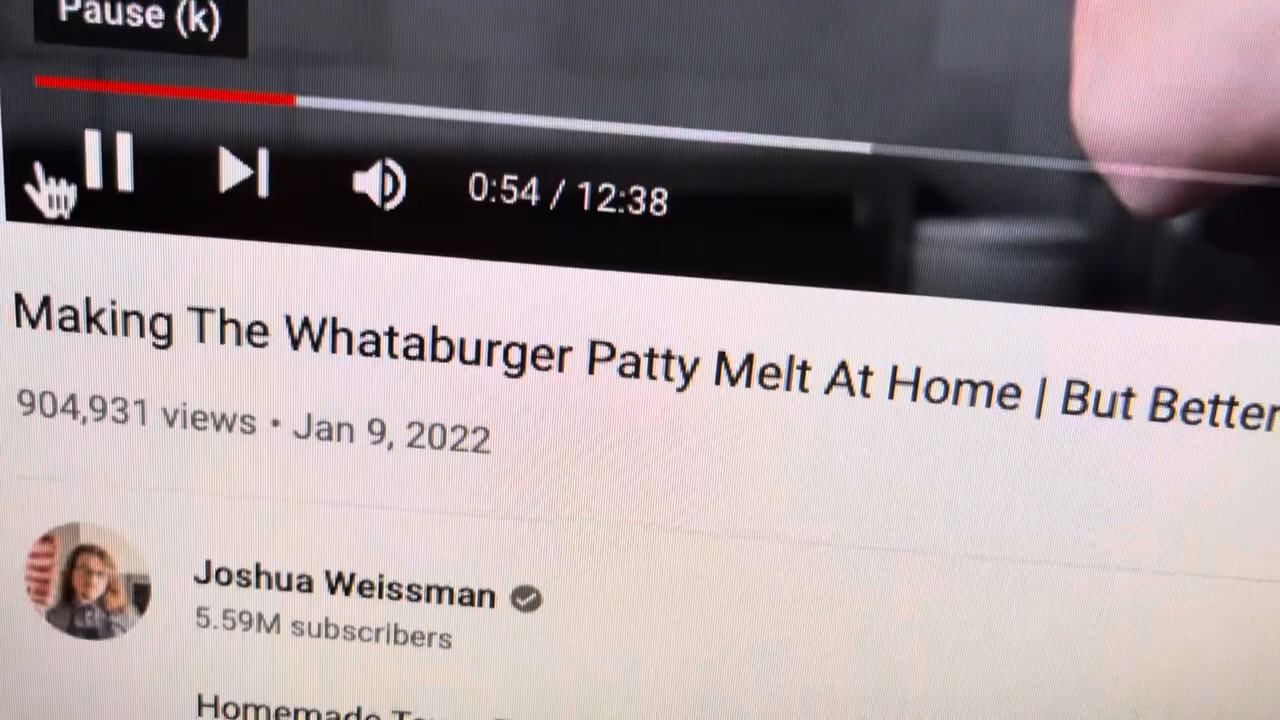 Pause (k)
0:54 / 12:38
Making The Whataburger Patty Melt At Home | But Better
904,931 views • Jan 9, 2022
Joshua Weissman
5.59M subscribers
Homemade